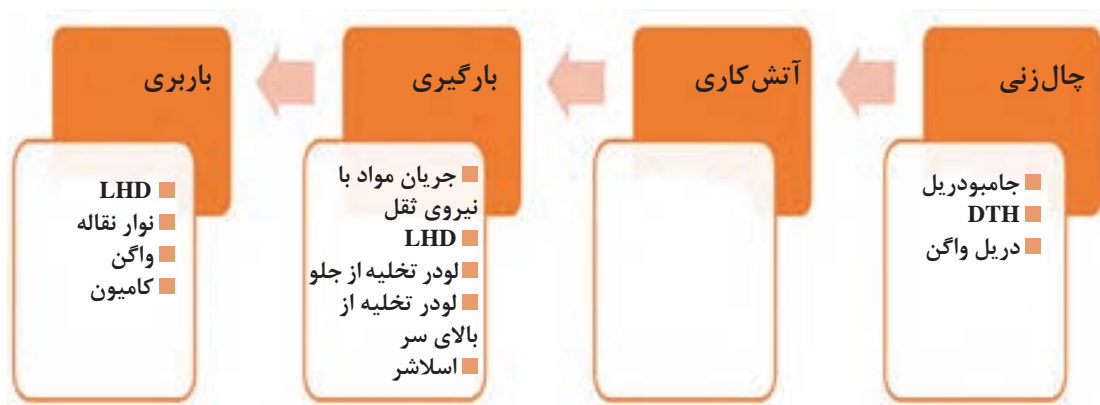 چال‌زنی
جامبودریل
DTH
دریل واگن
آتش‌کاری
بارگیری
جریان مواد با
نیروی ثقل
LHD
لودر تخلیه از جلو
لودر تخلیه از
بالای سر
اسلاشر
باربری
LHD
نوار نقاله
واگن
کامیون